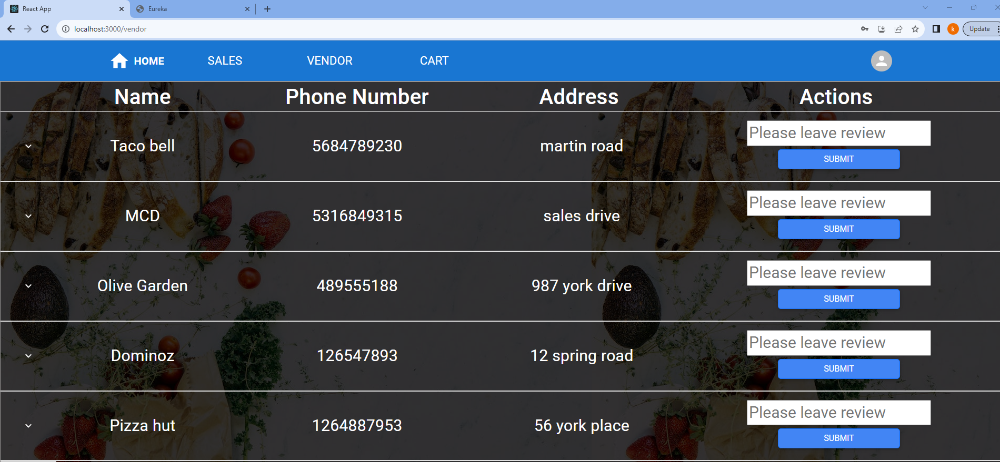 React App
Eureka
localhost:3000/vendor
k
Update
HOME SALES VENDOR CART
Name Phone Number Address Actions
Taco bell 5684789230 martin road Please leave review
SUBMIT
MCD 5316849315 sales drive Please leave review
SUBMIT
Olive Garden 489555188 987 york drive Please leave review
SUBMIT
Dominoz 126547893 12 spring road Please leave review
SUBMIT
Pizza hut 1264887953 56 york place Please leave review
SUBMIT